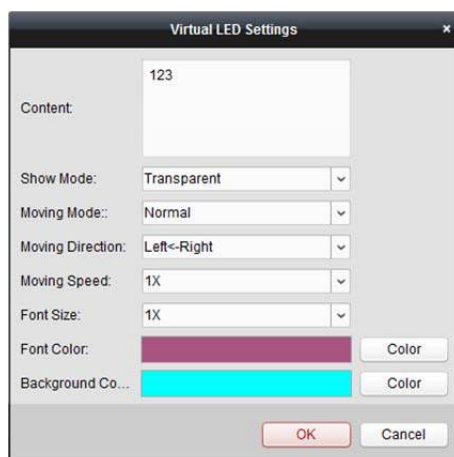 Virtual LED Settings ×
Content: 123
Show Mode: Transparent
Moving Mode:: Normal
Moving Direction: Left<-Right
Moving Speed: 1X
Font Size: 1X
Font Color: Color
Background Co... Color
OK Cancel